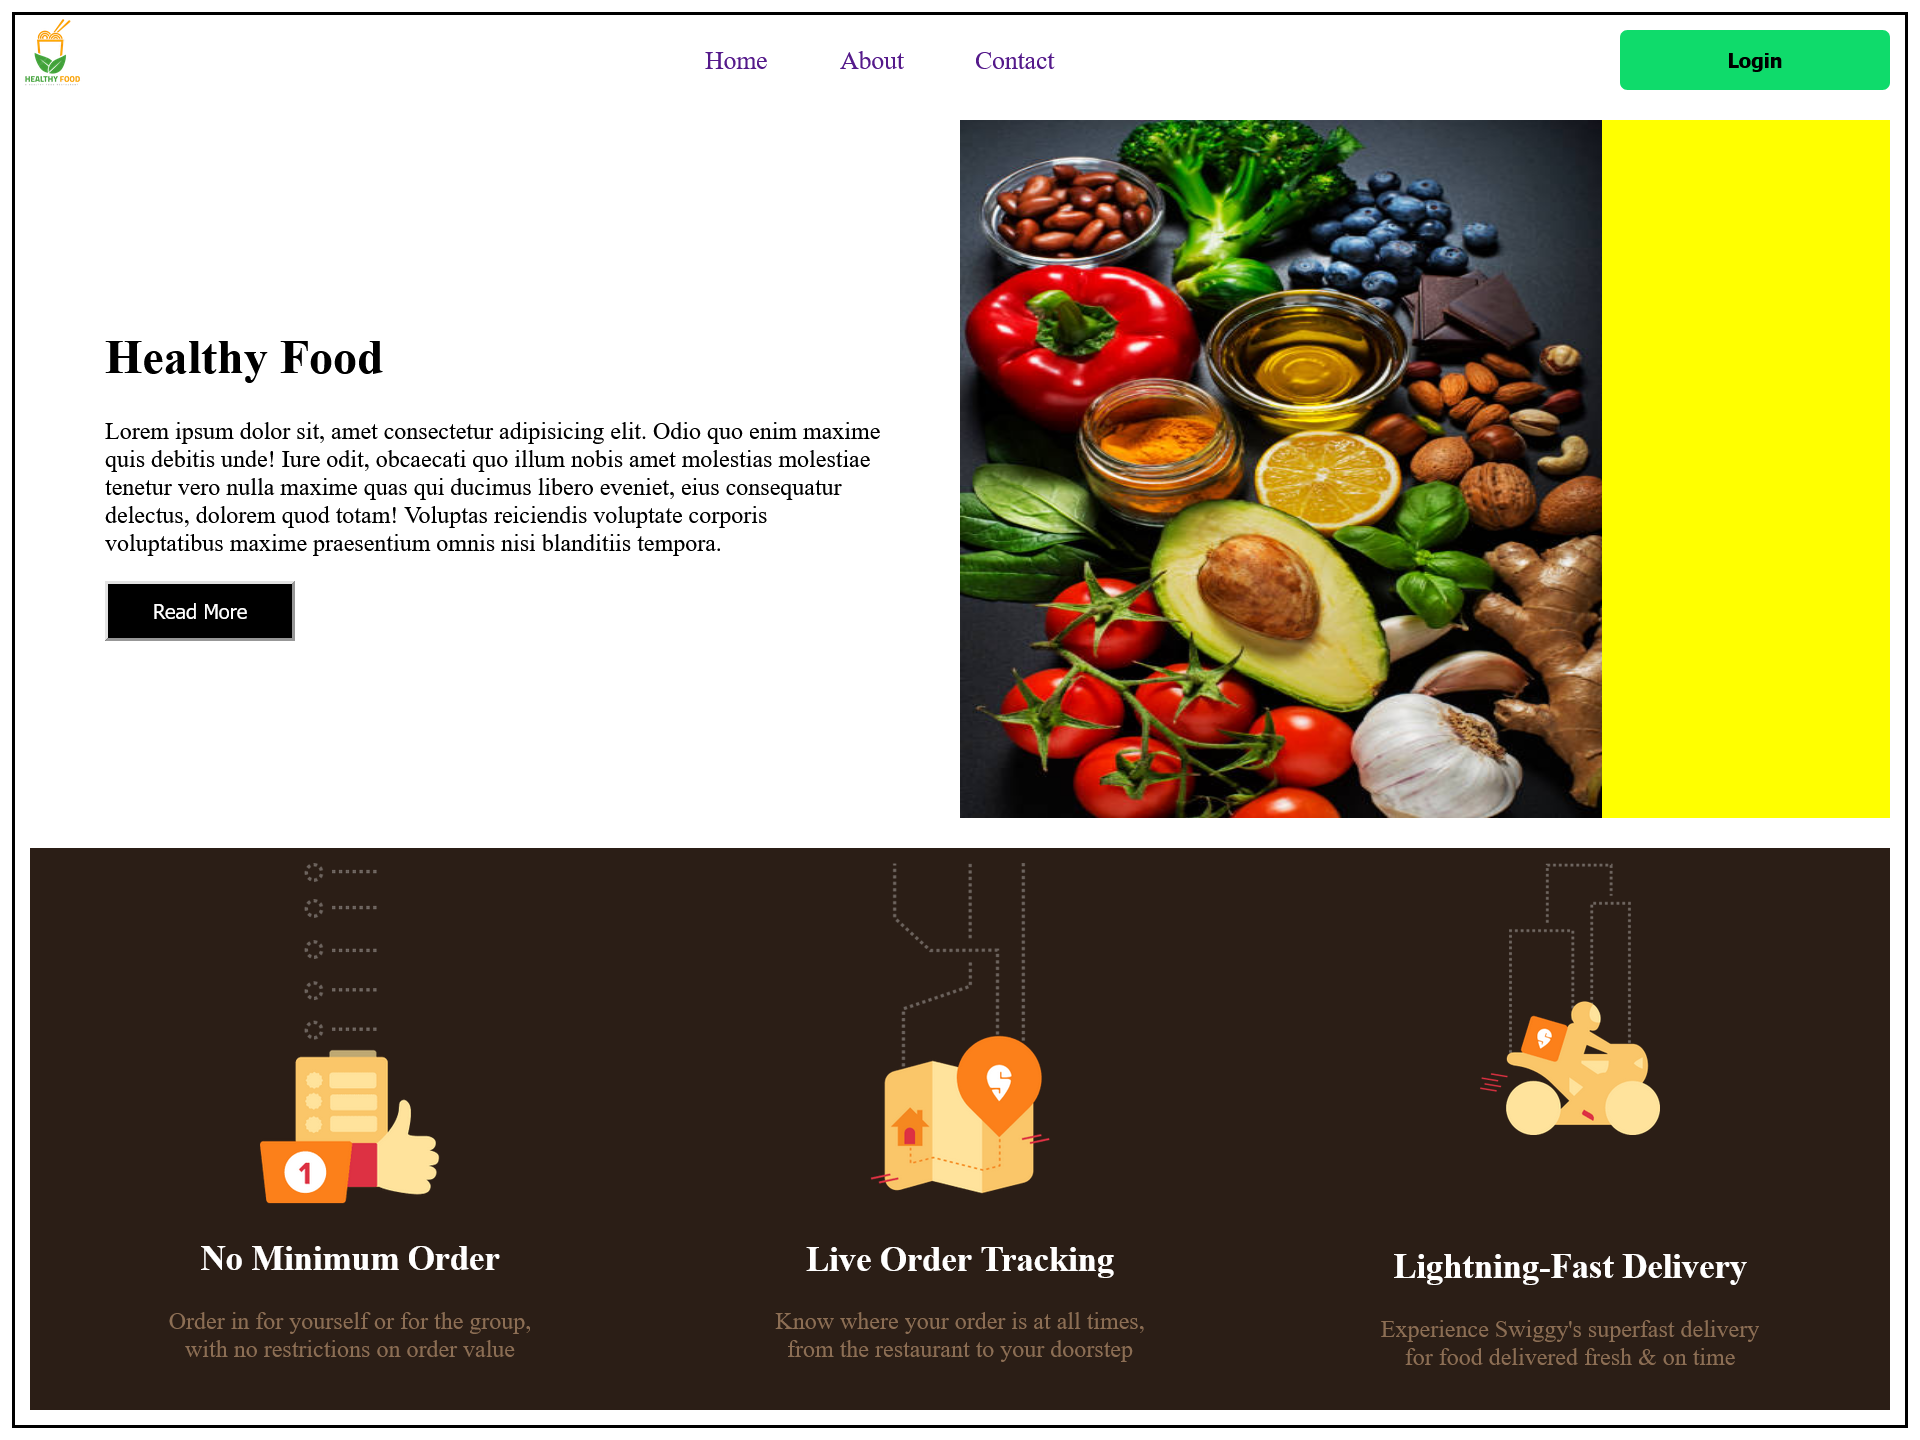 HEALTHY FOOD
Home
About
Contact
Login
Healthy Food
Lorem ipsum dolor sit, amet consectetur adipisicing elit. Odio quo enim maxime
quis debitis unde! Iure odit, obcaecati quo illum nobis amet molestias molestiae
tenetur vero nulla maxime quas qui ducimus libero eveniet, eius consequatur
delectus, dolorem quod totam! Voluptas reiciendis voluptate corporis
voluptatibus maxime praesentium omnis nisi blanditiis tempora.
Read More
1
No Minimum Order
Order in for yourself or for the group,
with no restrictions on order value
Live Order Tracking
Know where your order is at all times,
from the restaurant to your doorstep
Lightning-Fast Delivery
Experience Swiggy's superfast delivery
for food delivered fresh & on time